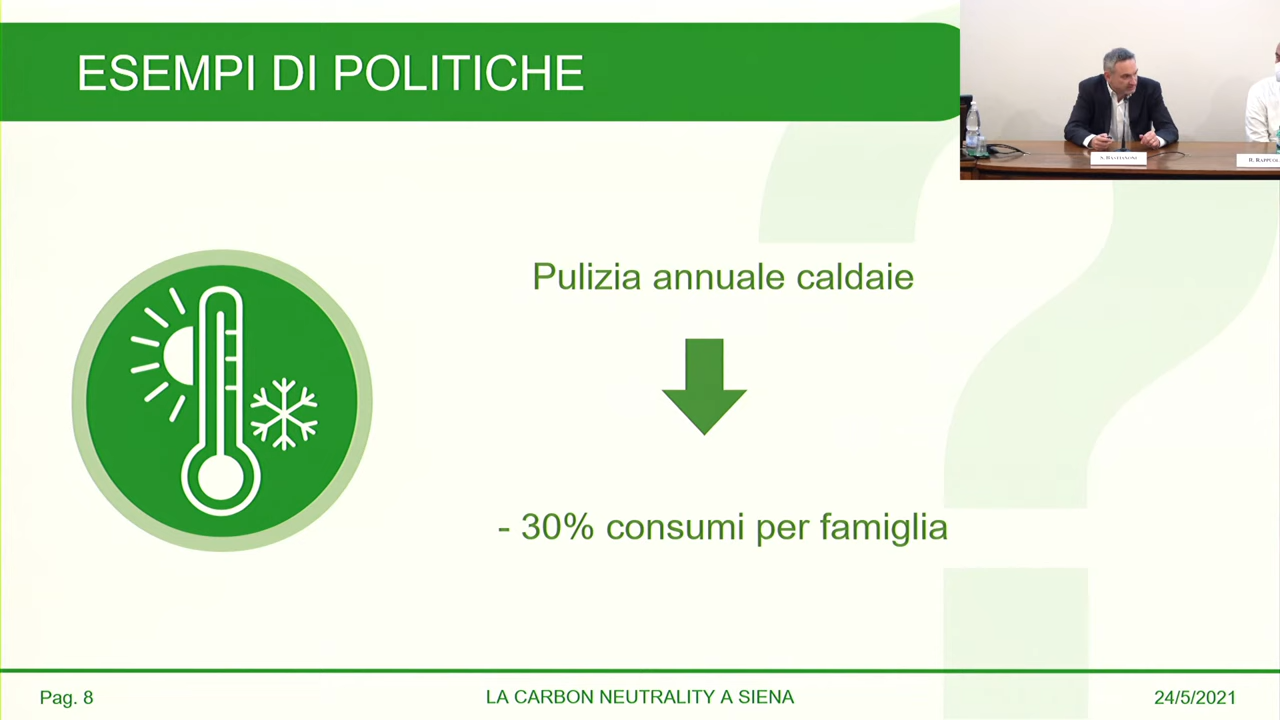 ESEMPI DI POLITICHE
S. BASTIANONI
Pulizia annuale caldaie
- 30% consumi per famiglia
Pag. 8
LA CARBON NEUTRALITY A SIENA
24/5/2021